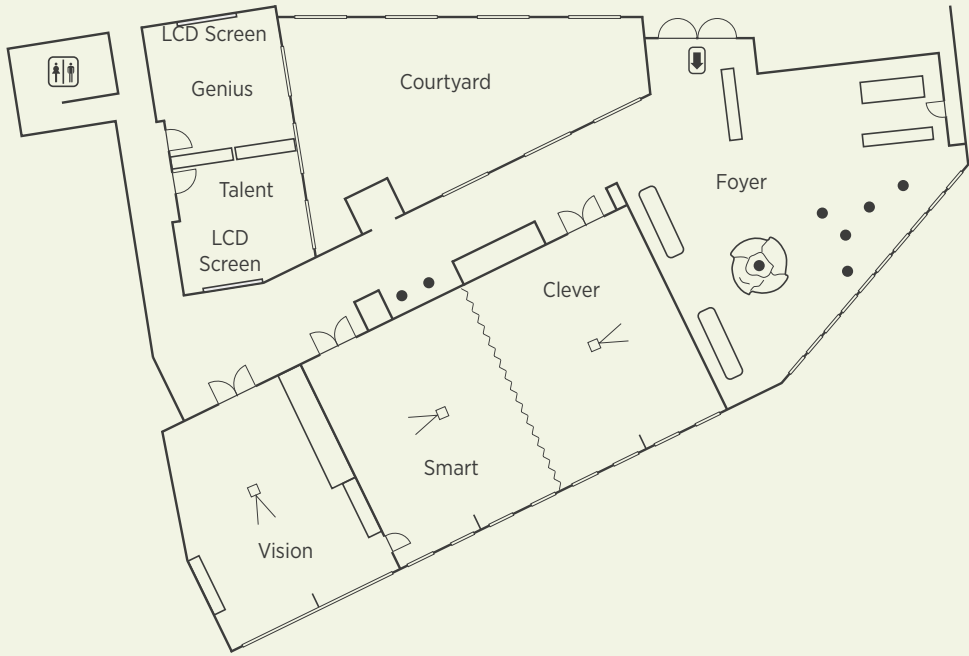 LCD Screen
Genius
Courtyard
Talent
Foyer
LCD
Screen
Clever
Smart
Vision